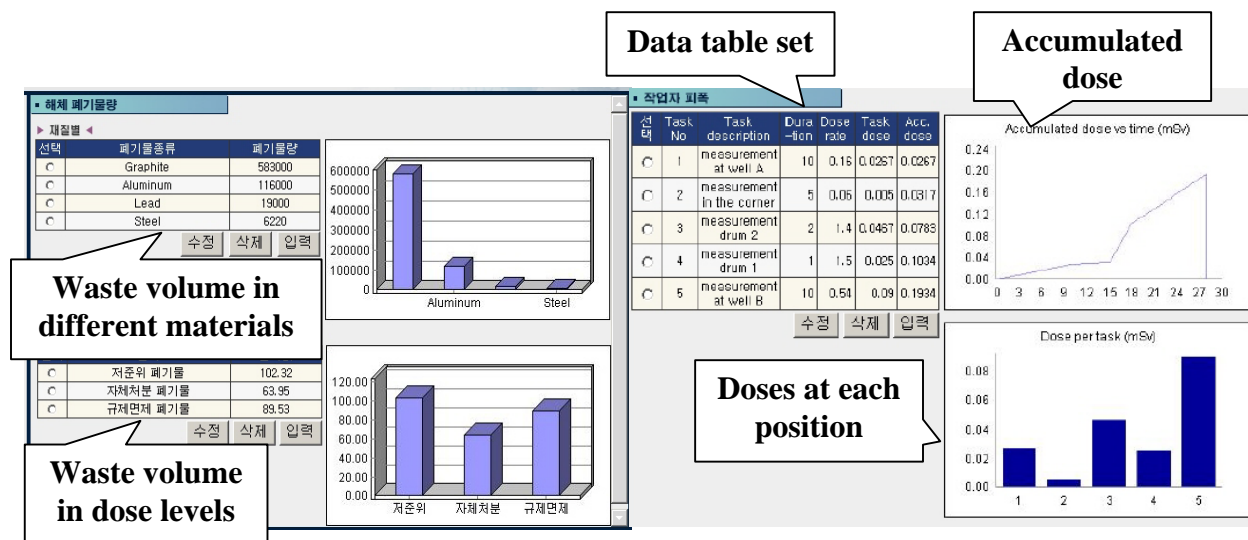 Data table set
Accumulated
dose
해체 폐기물량
재질별
선택 폐기물종류 폐기물량
Graphite 583000
Aluminum 116000
Lead 19000
Steel 6220
수정 삭제 입력
Waste volume in
different materials
600000
500000
400000
300000
200000
100000
0
Aluminum Steel
저준위 폐기물 102.32
자체처분 폐기물 63.95
규제면제 폐기물 89.53
수정 삭제 입력
Waste volume
in dose levels
120.00
100.00
80.00
60.00
40.00
20.00
0.00
저준위 자체처분 규제면제
작업자 피폭
선택 Task No Task description Dura-tion Dose rate Task dose Acc. dose
1 measurement at well A 10 0.16 0.0267 0.0267
2 measurement in the corner 5 0.06 0.005 0.0317
3 measurement drum 2 2 1.4 0.0467 0.0783
4 measurement drum 1 1 1.5 0.025 0.1034
5 measurement at well B 10 0.54 0.09 0.1934
수정 삭제 입력
Doses at each
position
Accumulated dose vs time (mSv)
0.24
0.20
0.16
0.12
0.08
0.04
0.00
0 3 6 9 12 15 18 21 24 27 30
Dose per task (mSv)
0.08
0.06
0.04
0.02
0.00
1 2 3 4 5